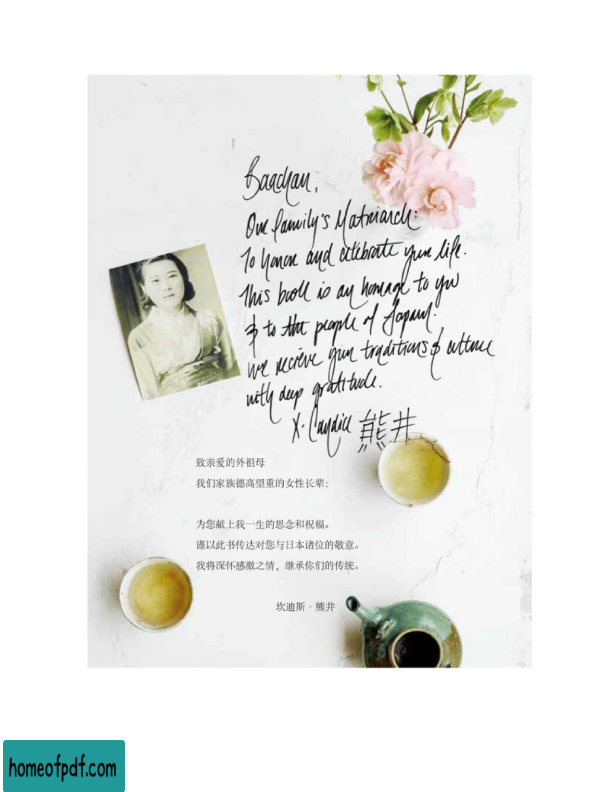 Baachan,
Our family's Matriarch:
To honor and celebrate your life.
This book is an homage to you
& to the people of Japan.
We recieve your traditions & culture
with deep gratitude.
X. Candice 熊井
致亲爱的外祖母
我们家族德高望重的女性长辈：
为您献上我一生的思念和祝福。
谨以此书传达对您与日本诸位的敬意。
我将深怀感激之情，继承你们的传统。
坎迪斯·熊井
homeofpdf.com